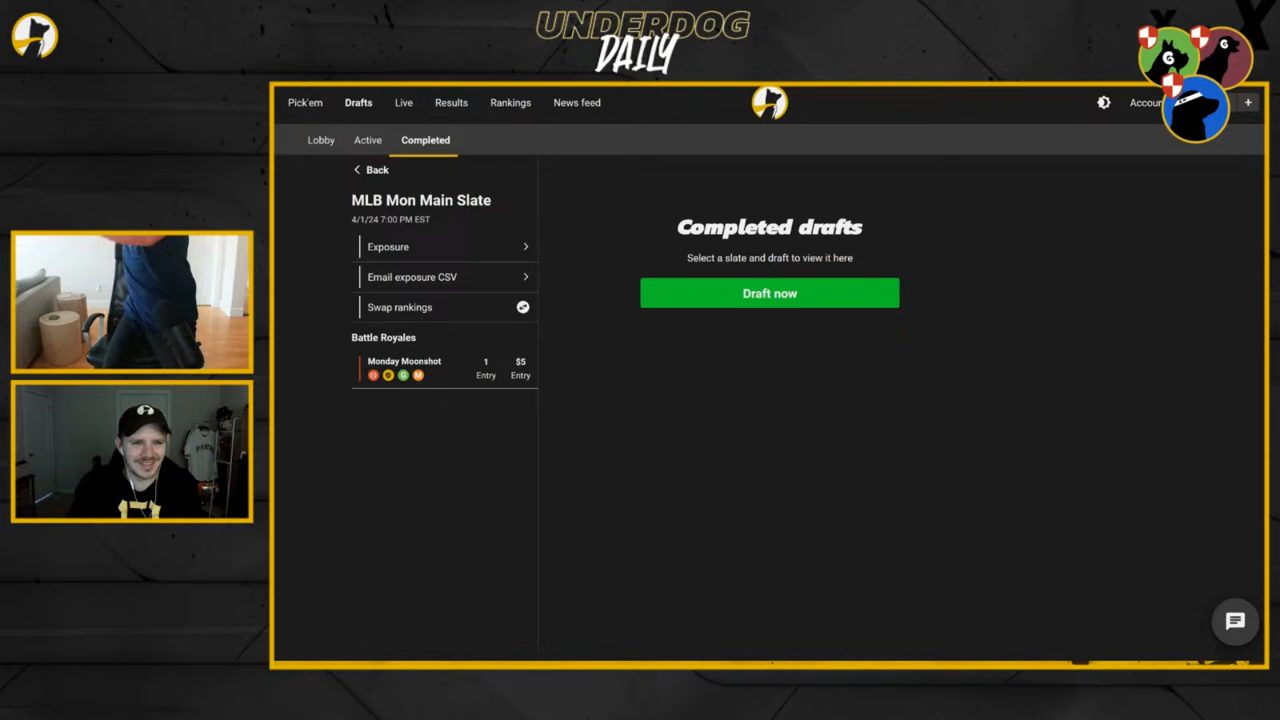 UNDERDOG
DAILY
Pick'em Drafts Live Results Rankings News feed
Lobby Active Completed
Back
MLB Mon Main Slate
4/1/24 7:00 PM EST
Exposure
Email exposure CSV
Swap rankings
Battle Royales
Monday Moonshot 1 $5
Entry Entry
Completed drafts
Select a slate and draft to view it here
Draft now
G
G